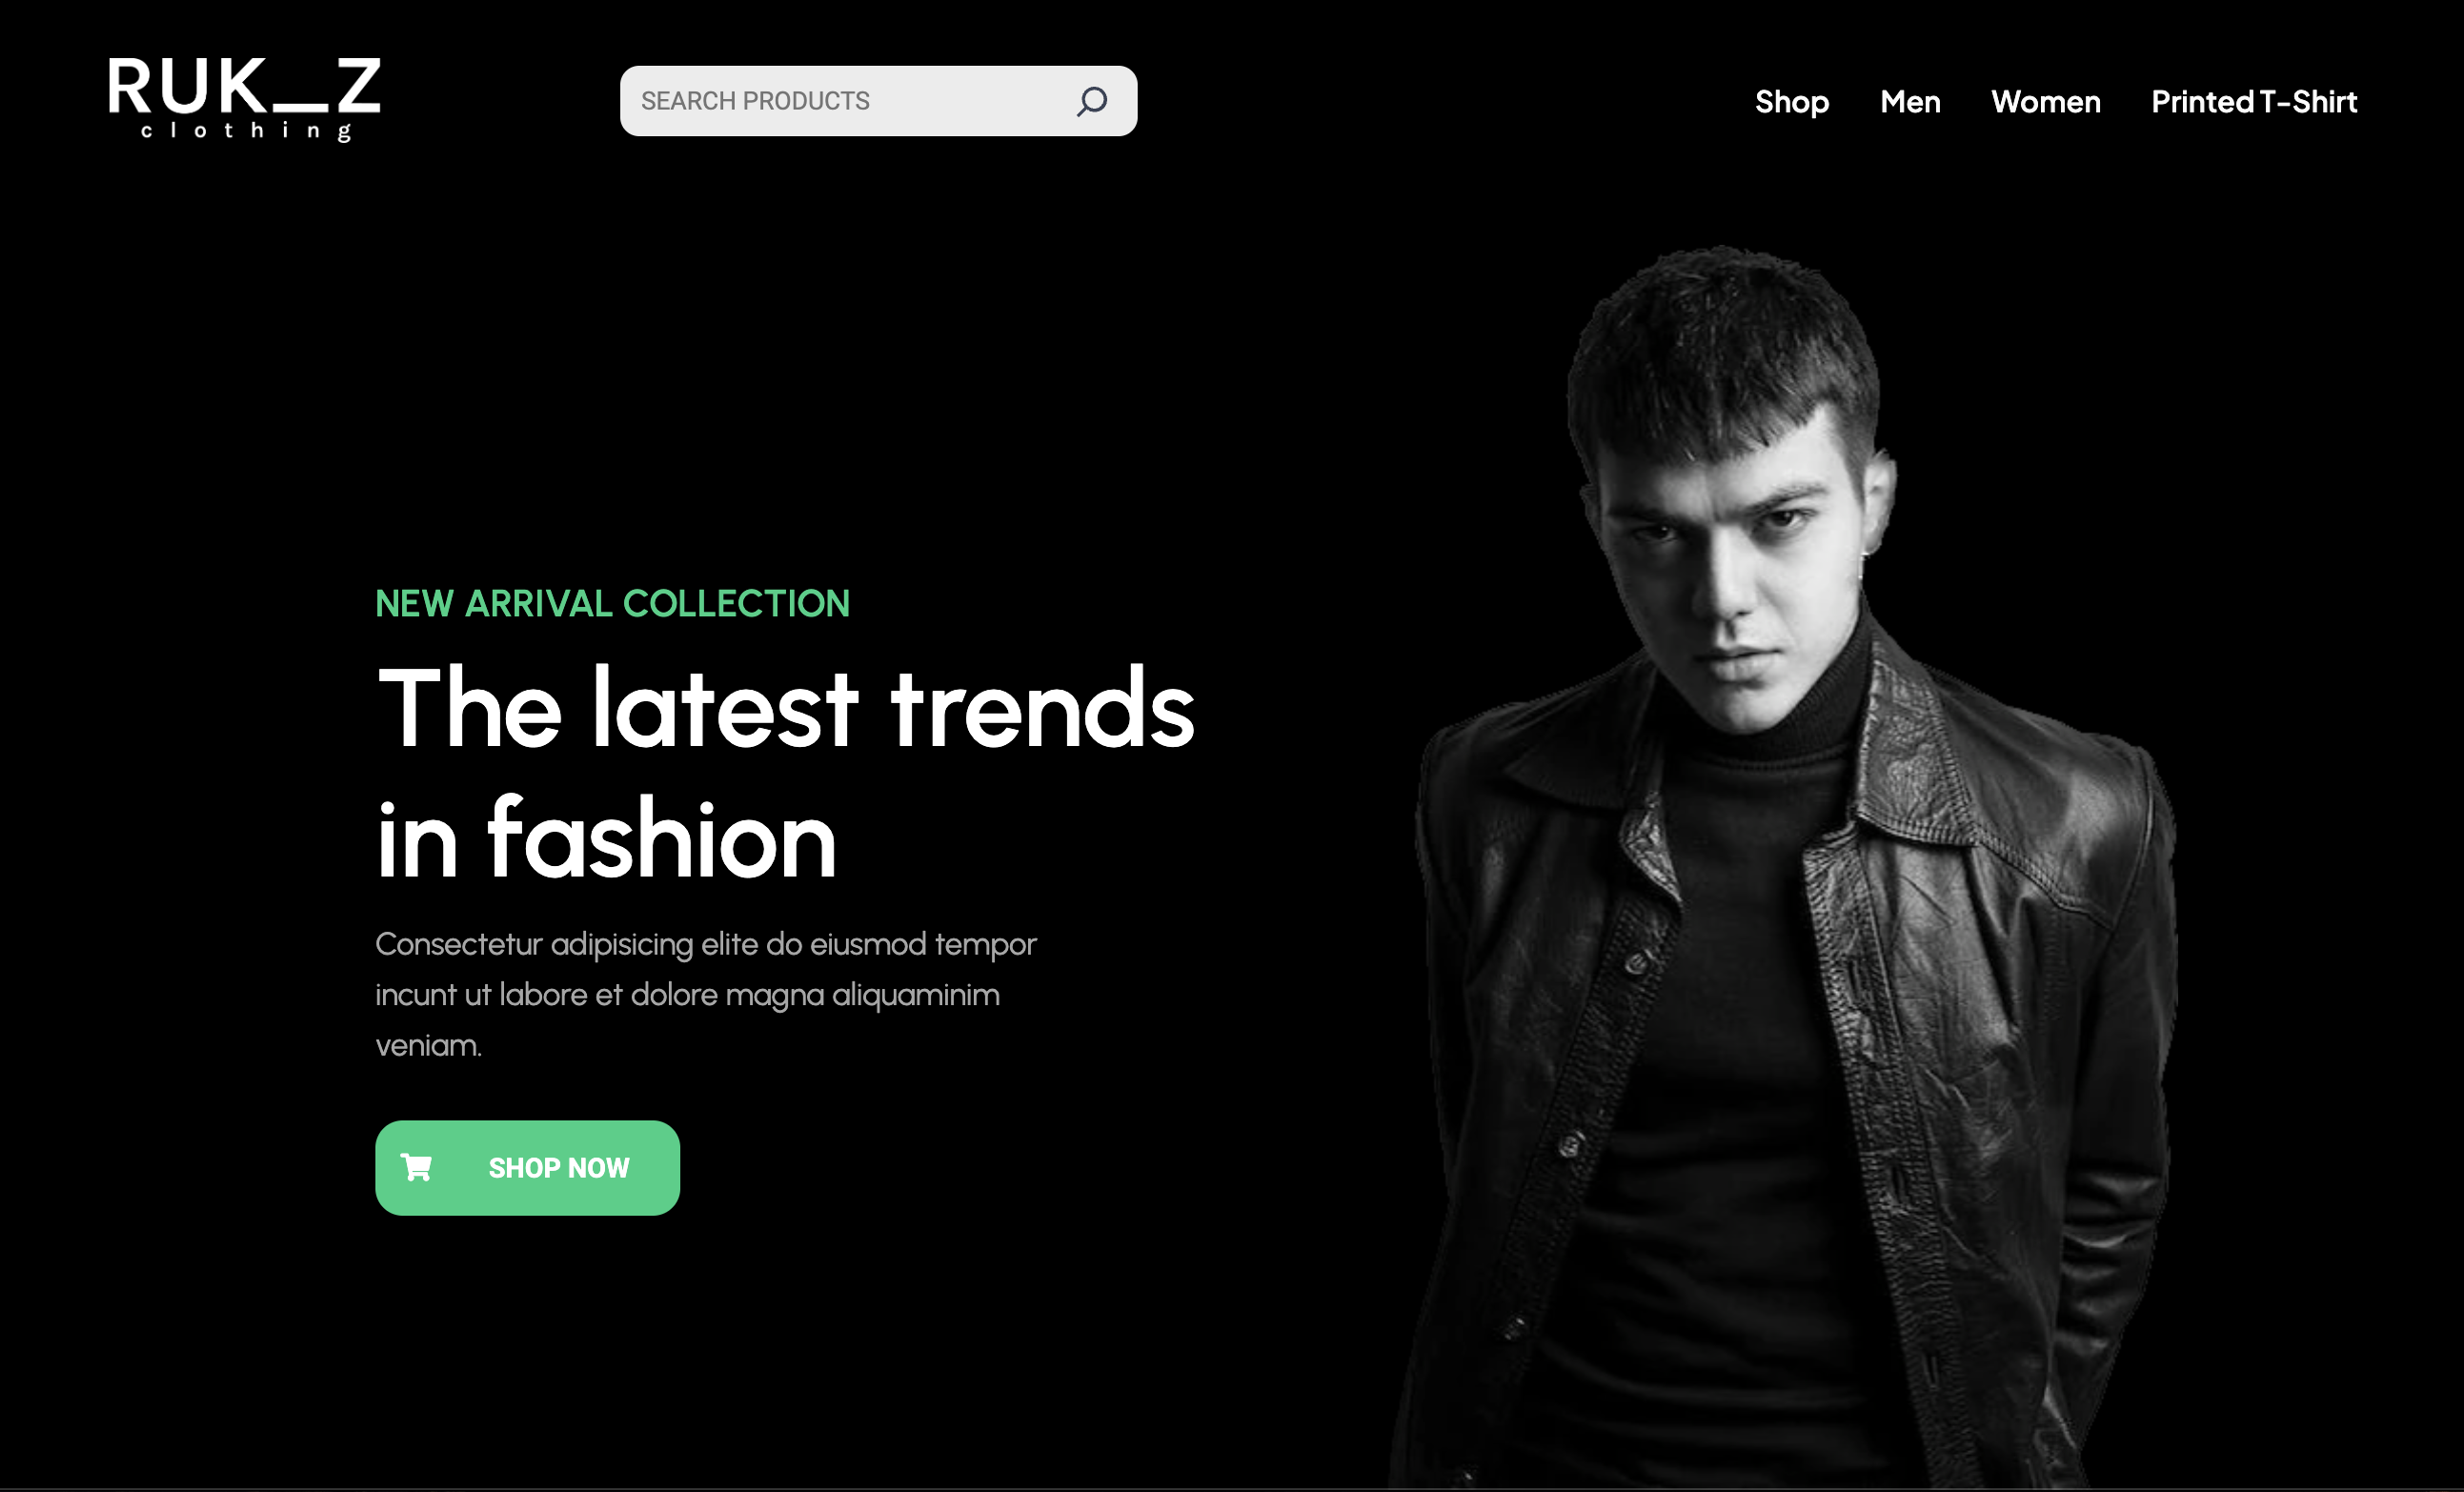 RUK_Z
clothing
SEARCH PRODUCTS
Shop Men Women Printed T-Shirt
NEW ARRIVAL COLLECTION
The latest trends
in fashion
Consectetur adipisicing elite do eiusmod tempor
incunt ut labore et dolore magna aliquaminim
veniam.
SHOP NOW